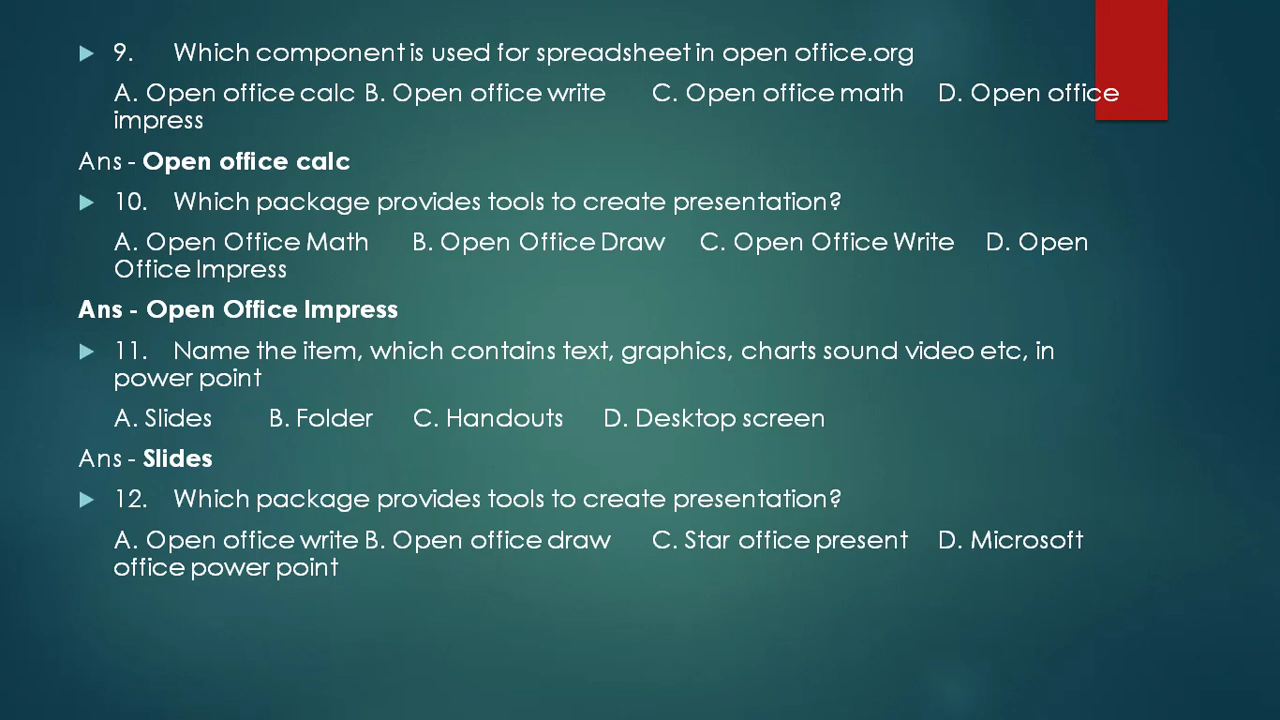 9. Which component is used for spreadsheet in open office.org
A. Open office calc B. Open office write C. Open office math D. Open office
impress
Ans - Open office calc
10. Which package provides tools to create presentation?
A. Open Office Math B. Open Office Draw C. Open Office Write D. Open
Office Impress
Ans - Open Office Impress
11. Name the item, which contains text, graphics, charts sound video etc, in
power point
A. Slides B. Folder C. Handouts D. Desktop screen
Ans - Slides
12. Which package provides tools to create presentation?
A. Open office write B. Open office draw C. Star office present D. Microsoft
office power point